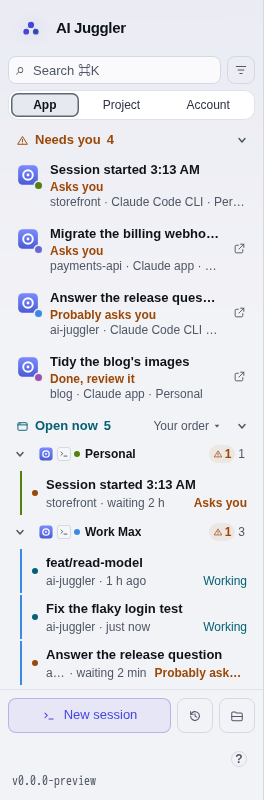 AI Juggler
Search ⌘K
App Project Account
Needs you 4
Session started 3:13 AM
Asks you
storefront · Claude Code CLI · Per…
Migrate the billing webho…
Asks you
payments-api · Claude app · …
Answer the release ques…
Probably asks you
ai-juggler · Claude Code CLI …
Tidy the blog's images
Done, review it
blog · Claude app · Personal
Open now 5 Your order
Personal 1 1
Session started 3:13 AM
storefront · waiting 2 h Asks you
Work Max 1 3
feat/read-model
ai-juggler · 1 h ago Working
Fix the flaky login test
ai-juggler · just now Working
Answer the release question
a… · waiting 2 min Probably ask…
New session
?
v0.0.0-preview